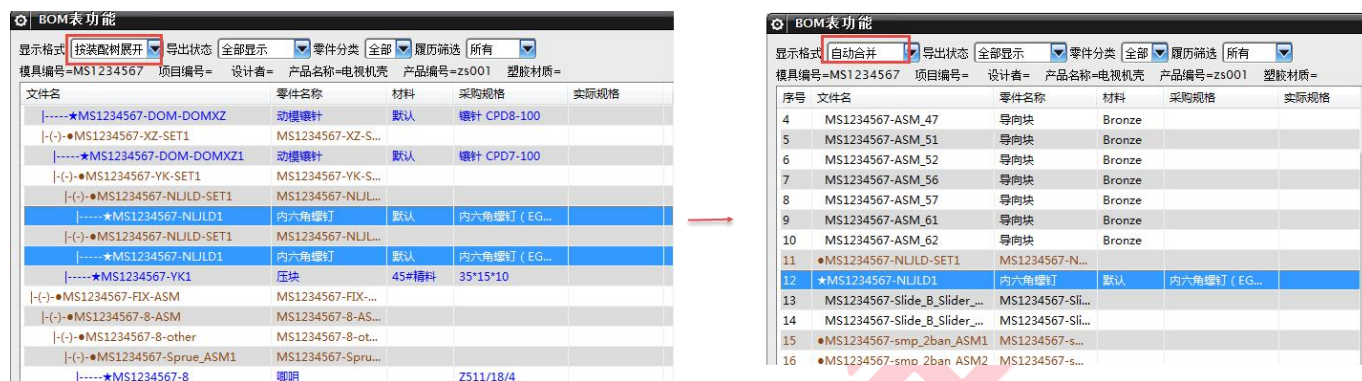 BOM表功能
显示格式 按装配树展开 导出状态 全部显示 零件分类 全部 履历筛选 所有
模具编号=MS1234567 项目编号= 设计者= 产品名称=电视机壳 产品编号=zs001 塑胶材质=
文件名 零件名称 材料 采购规格 实际规格
|-----★MS1234567-DOM-DOMXZ 动模镶针 默认 镶针 CPD8-100
|-(-)-●MS1234567-XZ-SET1 MS1234567-XZ-S...
|-----★MS1234567-DOM-DOMXZ1 动模镶针 默认 镶针 CPD7-100
|-(-)-●MS1234567-YK-SET1 MS1234567-YK-S...
|-(-)-●MS1234567-NLJLD-SET1 MS1234567-NLJL...
|-----★MS1234567-NLJLD1 内六角螺钉 默认 内六角螺钉 ( EG...
|-(-)-●MS1234567-NLJLD-SET1 MS1234567-NLJL...
|-----★MS1234567-NLJLD1 内六角螺钉 默认 内六角螺钉 ( EG...
|-----★MS1234567-YK1 压块 45#精料 35*15*10
|-(-)-●MS1234567-FIX-ASM MS1234567-FIX-...
|-(-)-●MS1234567-8-ASM MS1234567-8-AS...
|-(-)-●MS1234567-8-other MS1234567-8-ot...
|-(-)-●MS1234567-Sprue_ASM1 MS1234567-Spru...
|-----★MS1234567-8 唧咀 Z511/18/4
BOM表功能
显示格式 自动合并 导出状态 全部显示 零件分类 全部 履历筛选 所有
模具编号=MS1234567 项目编号= 设计者= 产品名称=电视机壳 产品编号=zs001 塑胶材质=
序号 文件名 零件名称 材料 采购规格 实际规格
4 MS1234567-ASM_47 导向块 Bronze
5 MS1234567-ASM_51 导向块 Bronze
6 MS1234567-ASM_52 导向块 Bronze
7 MS1234567-ASM_56 导向块 Bronze
8 MS1234567-ASM_57 导向块 Bronze
9 MS1234567-ASM_61 导向块 Bronze
10 MS1234567-ASM_62 导向块 Bronze
11 ●MS1234567-NLJLD-SET1 MS1234567-N...
12 ★MS1234567-NLJLD1 内六角螺钉 默认 内六角螺钉 ( EG...
13 MS1234567-Slide_B_Slider_... MS1234567-Sli...
14 MS1234567-Slide_B_Slider_... MS1234567-Sli...
15 ●MS1234567-smp_2ban_ASM1 MS1234567-s...
16 ●MS1234567-smp_2ban_ASM2 MS1234567-s...